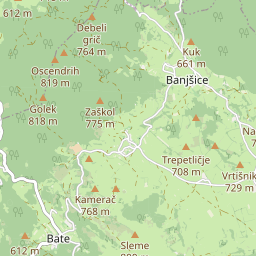 612 m
Debeli
grič
764 m
Kuk
661 m
Oscendrih
819 m
Banjšice
Golek
818 m
Zaškol
775 m
Trepetličje
708 m
729 m
Kamerač
768 m
Bate
Sleme
612 m